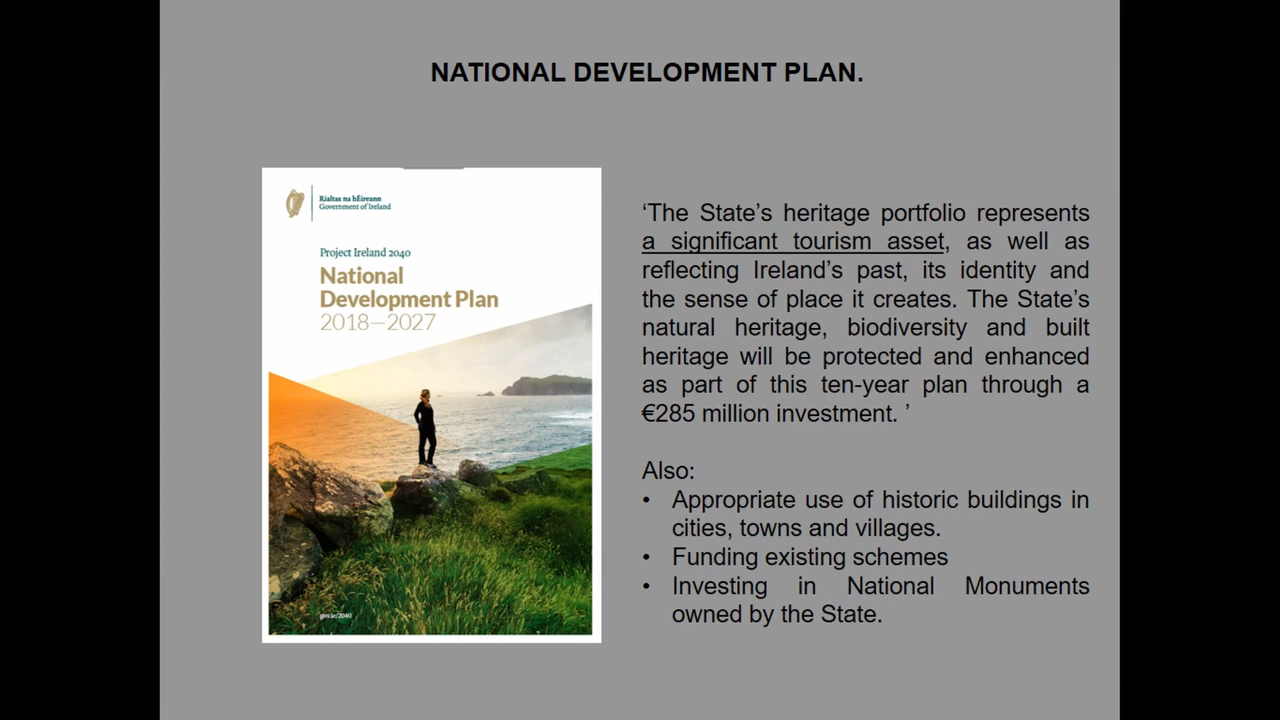 NATIONAL DEVELOPMENT PLAN.
Rialtas na hÉireann
Government of Ireland
Project Ireland 2040
National
Development Plan
2018—2027
gov.ie/2040
‘The State’s heritage portfolio represents
a significant tourism asset, as well as
reflecting Ireland’s past, its identity and
the sense of place it creates. The State’s
natural heritage, biodiversity and built
heritage will be protected and enhanced
as part of this ten-year plan through a
€285 million investment. ’
Also:
• Appropriate use of historic buildings in
cities, towns and villages.
• Funding existing schemes
• Investing in National Monuments
owned by the State.